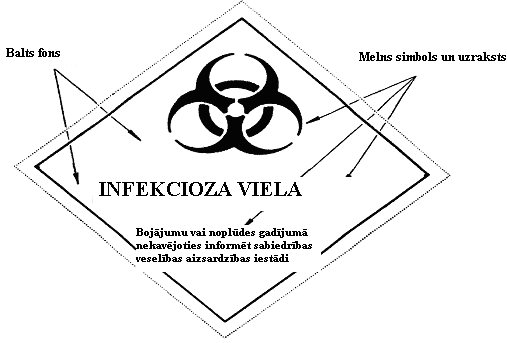 Balts fons
Melns simbols un uzraksts
INFEKCIOZA VIELA
Bojājumu vai noplūdes gadījumā
nekavējoties informēt sabiedrības
veselības aizsardzības iestādi